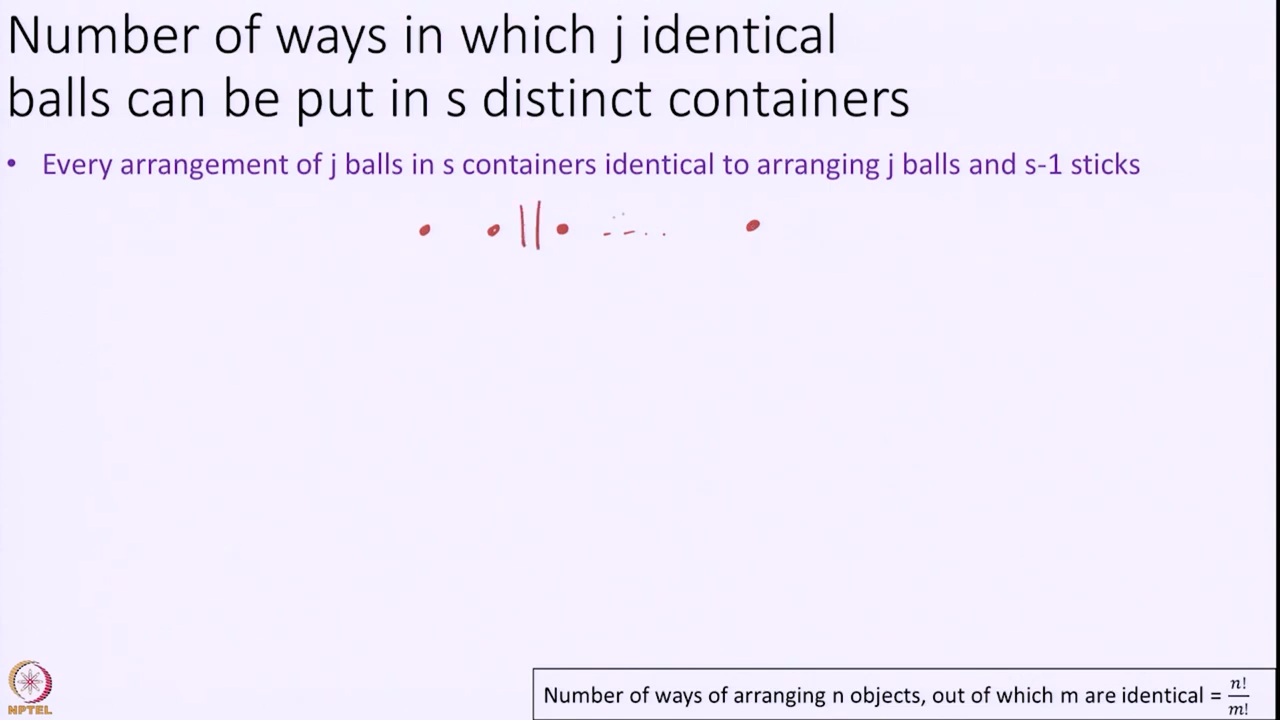 Number of ways in which j identical
balls can be put in s distinct containers
• Every arrangement of j balls in s containers identical to arranging j balls and s-1 sticks
NPTEL
Number of ways of arranging n objects, out of which m are identical = n!/m!